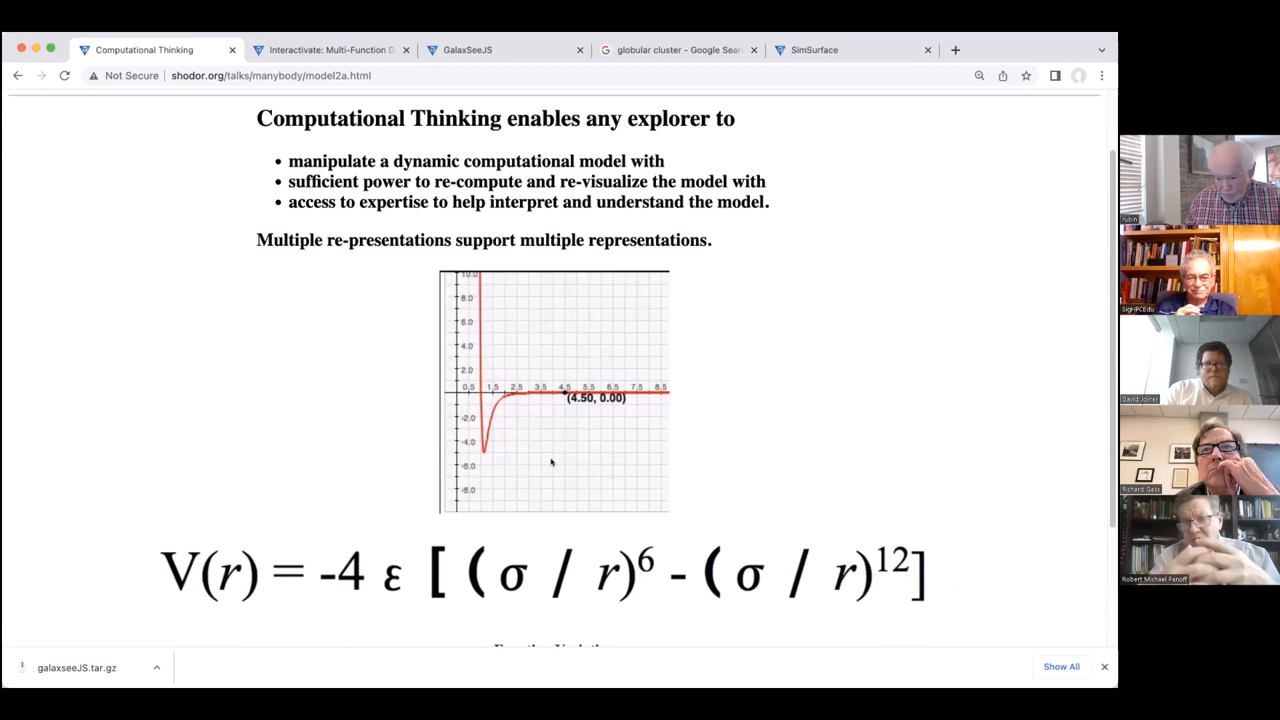 Computational Thinking
Interactivate: Multi-Function D
GalaxSeeJS
globular cluster - Google Sear
SimSurface
Not Secure
shodor.org/talks/manybody/model2a.html
Computational Thinking enables any explorer to
• manipulate a dynamic computational model with
• sufficient power to re-compute and re-visualize the model with
• access to expertise to help interpret and understand the model.
Multiple re-presentations support multiple representations.
10.0
8.0
6.0
4.0
2.0
0.5 1.5 2.5 3.5 4.5 5.5 6.5 7.5 8.5
(4.50, 0.00)
-2.0
-4.0
-6.0
-8.0
V(r) = -4 ε [ ( σ / r)⁶ - ( σ / r)¹²]
galaxseeJS.tar.gz
Show All
rubin
SigHPCEdu
David Joiner
Richard Gass
Robert Michael Panoff